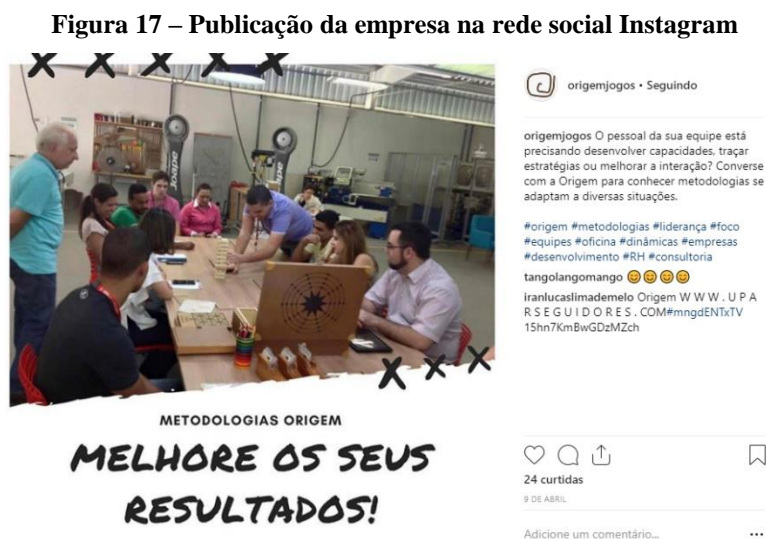 Figura 17 – Publicação da empresa na rede social Instagram
origemjogos • Seguindo
origemjogos O pessoal da sua equipe está
precisando desenvolver capacidades, traçar
estratégias ou melhorar a interação? Converse
com a Origem para conhecer metodologias se
adaptam a diversas situações.
#origem #metodologias #liderança #foco
#equipes #oficina #dinâmicas #empresas
#desenvolvimento #RH #consultoria
tangolangomango 😊😊😊😊
iranlucaslimademelo Origem W W W . U P A
R S E G U I D O R E S . COM#mngdENTxTV
15hn7KmBwGDzMZch
METODOLOGIAS ORIGEM
MELHORE OS SEUS
RESULTADOS!
24 curtidas
9 DE ABRIL
Adicione um comentário...